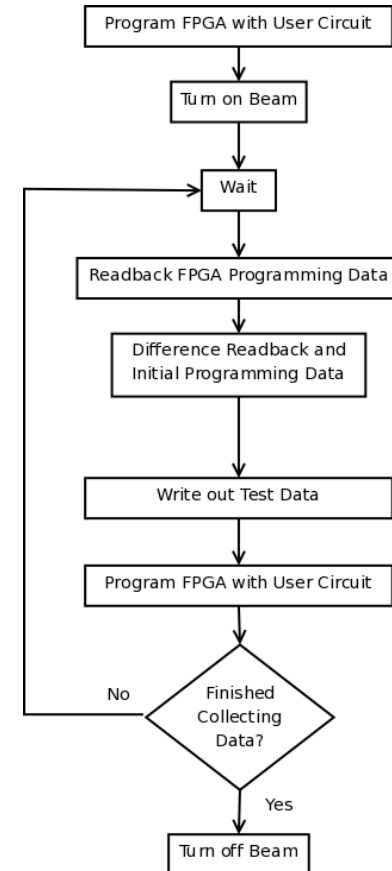 Program FPGA with User Circuit
Turn on Beam
Wait
Readback FPGA Programming Data
Difference Readback and
Initial Programming Data
Write out Test Data
Program FPGA with User Circuit
Finished
Collecting
Data?
No
Yes
Turn off Beam